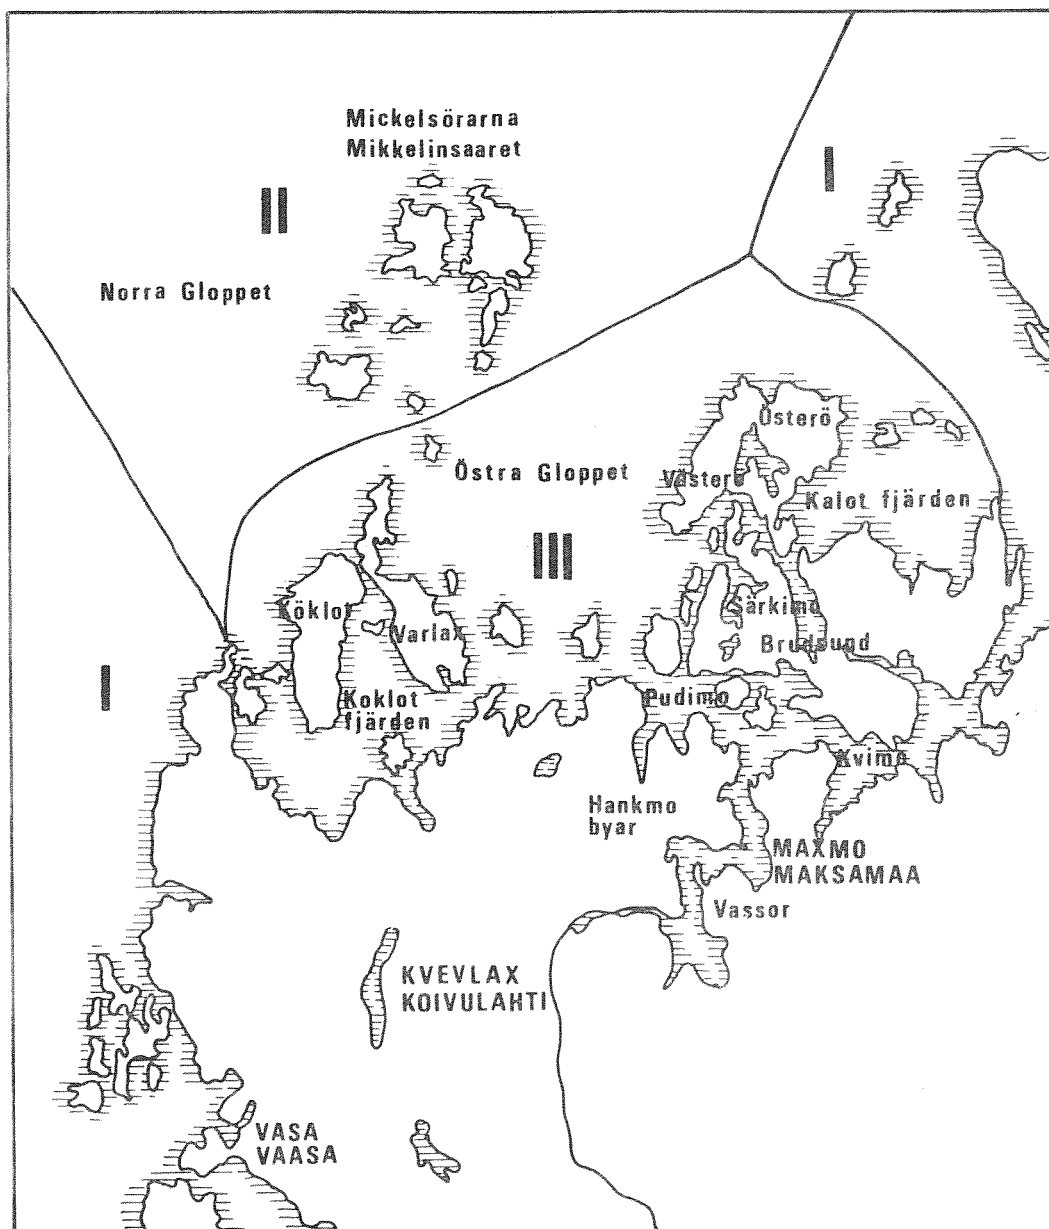 Mickelsörarna
Mikkelinsaaret
I
II
Norra Gloppet
Österö
Östra Gloppet
Västerö
Kalot fjärden
III
Köklot
Särkimo
Varlax
Brudsund
I
Koklot
fjärden
Pudimo
Kvimo
Hankmo
byar
MAXMO
MAKSAMAA
Vassor
KVEVLAX
KOIVULAHTI
VASA
VAASA